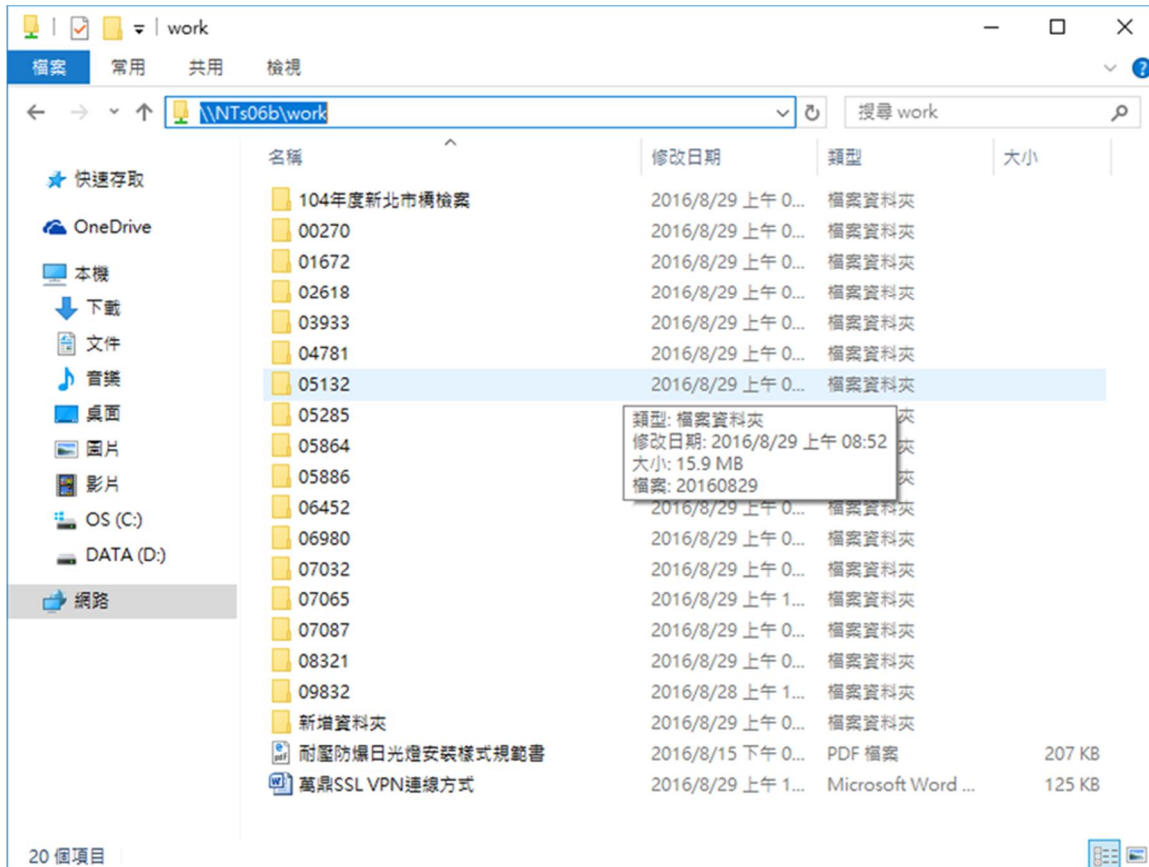 work
檔案 常用 共用 檢視
\\NTs06b\work 搜尋 work
名稱 修改日期 類型 大小
快速存取
OneDrive
本機
下載
文件
音樂
桌面
圖片
影片
OS (C:)
DATA (D:)
網路
104年度新北市橋檢案 2016/8/29 上午 0... 檔案資料夾
00270 2016/8/29 上午 0... 檔案資料夾
01672 2016/8/29 上午 0... 檔案資料夾
02618 2016/8/29 上午 0... 檔案資料夾
03933 2016/8/29 上午 0... 檔案資料夾
04781 2016/8/29 上午 0... 檔案資料夾
05132 2016/8/29 上午 0... 檔案資料夾
05285
05864
05886
類型: 檔案資料夾
修改日期: 2016/8/29 上午 08:52
大小: 15.9 MB
檔案: 20160829
06452 2016/8/29 上午 0... 檔案資料夾
06980 2016/8/29 上午 0... 檔案資料夾
07032 2016/8/29 上午 0... 檔案資料夾
07065 2016/8/29 上午 1... 檔案資料夾
07087 2016/8/29 上午 0... 檔案資料夾
08321 2016/8/29 上午 0... 檔案資料夾
09832 2016/8/28 上午 1... 檔案資料夾
新增資料夾 2016/8/29 上午 0... 檔案資料夾
耐壓防爆日光燈安裝樣式規範書 2016/8/15 下午 0... PDF 檔案 207 KB
萬鼎SSL VPN連線方式 2016/8/29 上午 1... Microsoft Word ... 125 KB
20 個項目